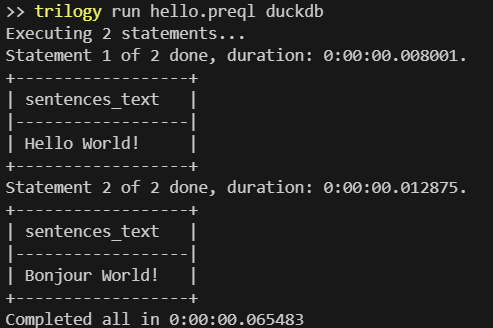 >> trilogy run hello.preql duckdb
Executing 2 statements...
Statement 1 of 2 done, duration: 0:00:00.008001.
+-----------------+
| sentences_text  |
|-----------------|
| Hello World!    |
+-----------------+
Statement 2 of 2 done, duration: 0:00:00.012875.
+-----------------+
| sentences_text  |
|-----------------|
| Bonjour World!  |
+-----------------+
Completed all in 0:00:00.065483